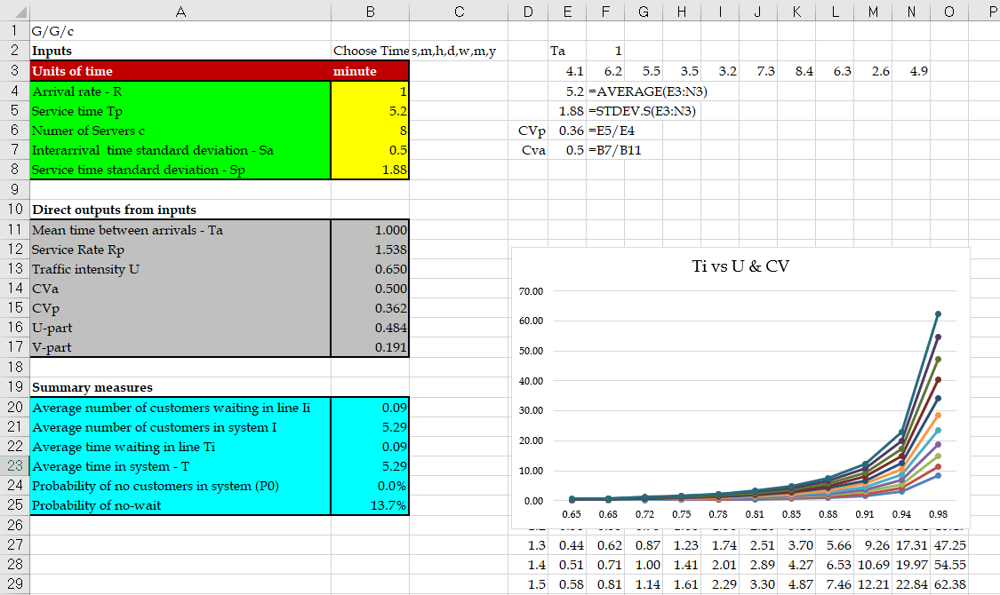 A B C D E F G H I J K L M N O P
1 G/G/c
2 Inputs Choose Time s,m,h,d,w,m,y Ta 1
3 Units of time minute 4.1 6.2 5.5 3.5 3.2 7.3 8.4 6.3 2.6 4.9
4 Arrival rate - R 1 5.2 =AVERAGE(E3:N3)
5 Service time Tp 5.2 1.88 =STDEV.S(E3:N3)
6 Numer of Servers c 8 CVp 0.36 =E5/E4
7 Interarrival time standard deviation - Sa 0.5 Cva 0.5 =B7/B11
8 Service time standard deviation - Sp 1.88
9
10 Direct outputs from inputs
11 Mean time between arrivals - Ta 1.000
12 Service Rate Rp 1.538
13 Traffic intensity U 0.650
14 CVa 0.500
15 CVp 0.362
16 U-part 0.484
17 V-part 0.191
18
19 Summary measures
20 Average number of customers waiting in line Ii 0.09
21 Average number of customers in system I 5.29
22 Average time waiting in line Ti 0.09
23 Average time in system - T 5.29
24 Probability of no customers in system (P0) 0.0%
25 Probability of no-wait 13.7%
26
Ti vs U & CV
70.00
60.00
50.00
40.00
30.00
20.00
10.00
0.00
0.65 0.68 0.72 0.75 0.78 0.81 0.85 0.88 0.91 0.94 0.98
27 1.3 0.44 0.62 0.87 1.23 1.74 2.51 3.70 5.66 9.26 17.31 47.25
28 1.4 0.51 0.71 1.00 1.41 2.01 2.89 4.27 6.53 10.69 19.97 54.55
29 1.5 0.58 0.81 1.14 1.61 2.29 3.30 4.87 7.46 12.21 22.84 62.38